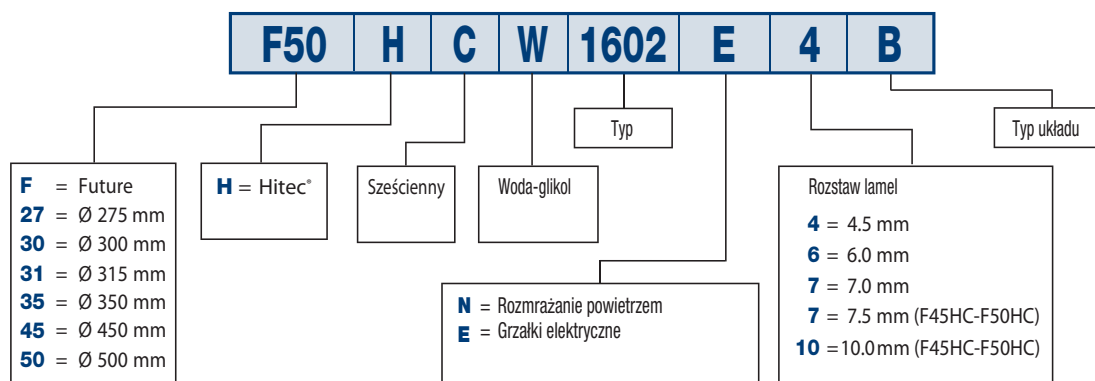 F50 H C W 1602 E 4 B
Typ
Typ układu
F = Future
27 = Ø 275 mm
30 = Ø 300 mm
31 = Ø 315 mm
35 = Ø 350 mm
45 = Ø 450 mm
50 = Ø 500 mm
H = Hitec®
Sześcienny
Woda-glikol
N = Rozmrażanie powietrzem
E = Grzałki elektryczne
Rozstaw lamel
4 = 4.5 mm
6 = 6.0 mm
7 = 7.0 mm
7 = 7.5 mm (F45HC-F50HC)
10 = 10.0 mm (F45HC-F50HC)